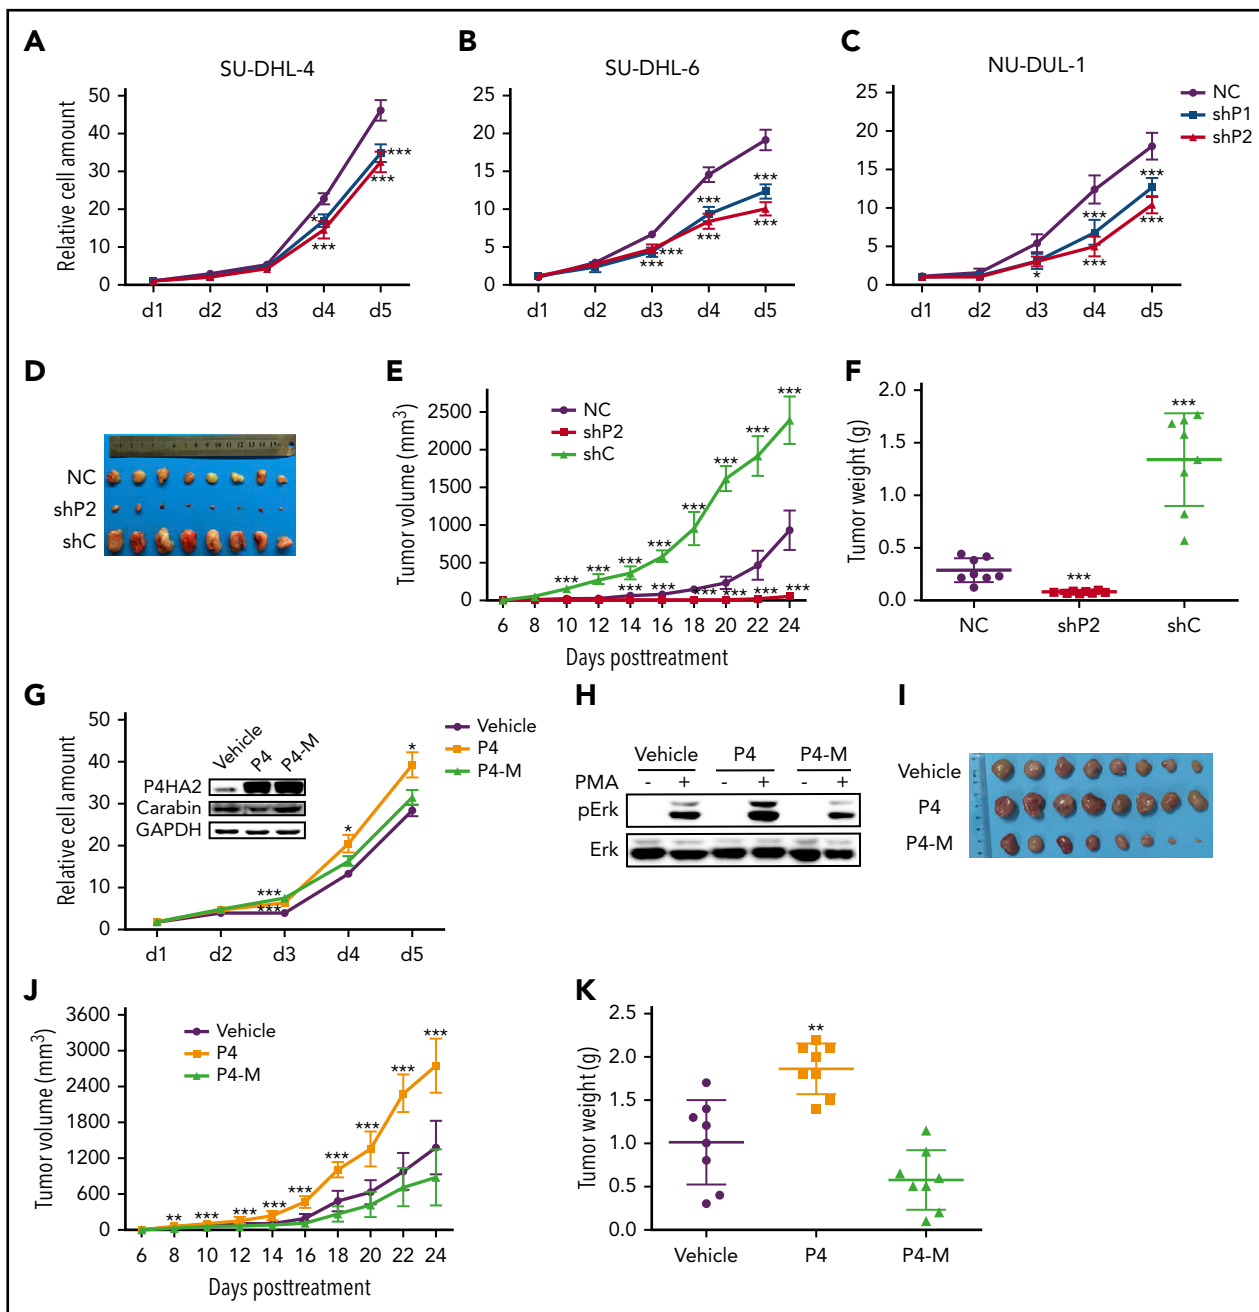 A
B
C
SU-DHL-4
SU-DHL-6
NU-DUL-1
NC
shP1
shP2
Relative cell amount
50
40
30
20
10
0
***
***
***
***
d1 d2 d3 d4 d5
25
20
15
10
5
0
***
***
***
***
***
***
d1 d2 d3 d4 d5
25
20
15
10
5
0
*
***
***
***
***
d1 d2 d3 d4 d5
D
NC
shP2
shC
E
NC
shP2
shC
Tumor volume (mm3)
2500
2000
1500
1000
500
0
*** *** *** *** *** *** *** ***
*** *** *** *** *** ***
6 8 10 12 14 16 18 20 22 24
Days posttreatment
F
Tumor weight (g)
2.0
1.5
1.0
0.5
0.0
***
***
NC shP2 shC
G
Relative cell amount
50
40
30
20
10
0
Vehicle P4 P4-M
P4HA2
Carabin
GAPDH
Vehicle
P4
P4-M
***
***
*
*
d1 d2 d3 d4 d5
H
Vehicle P4 P4-M
PMA - + - + - +
pErk
Erk
I
Vehicle
P4
P4-M
J
Tumor volume (mm3)
3600
3000
2400
1800
1200
600
0
Vehicle
P4
P4-M
** *** *** *** *** *** *** *** ***
6 8 10 12 14 16 18 20 22 24
Days posttreatment
K
Tumor weight (g)
2.5
2.0
1.5
1.0
0.5
0.0
**
Vehicle P4 P4-M